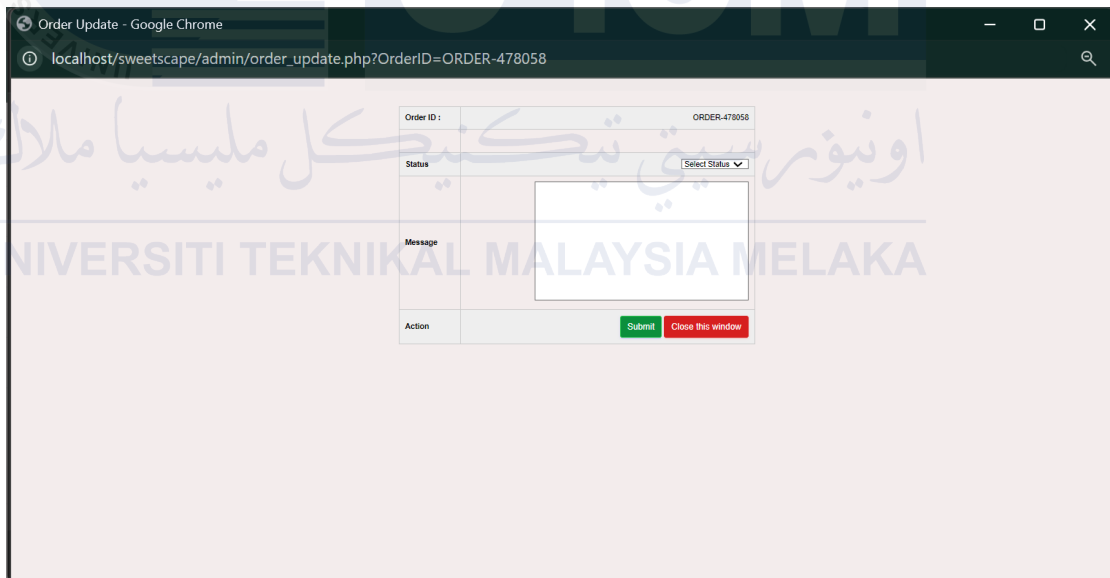 Order Update - Google Chrome
localhost/sweetscape/admin/order_update.php?OrderID=ORDER-478058
Order ID : ORDER-478058
اونيۏرسيتي تيكنيكل مليسيا ملاك
Status Select Status
Message
UNIVERSITI TEKNIKAL MALAYSIA MELAKA
Action Submit Close this window